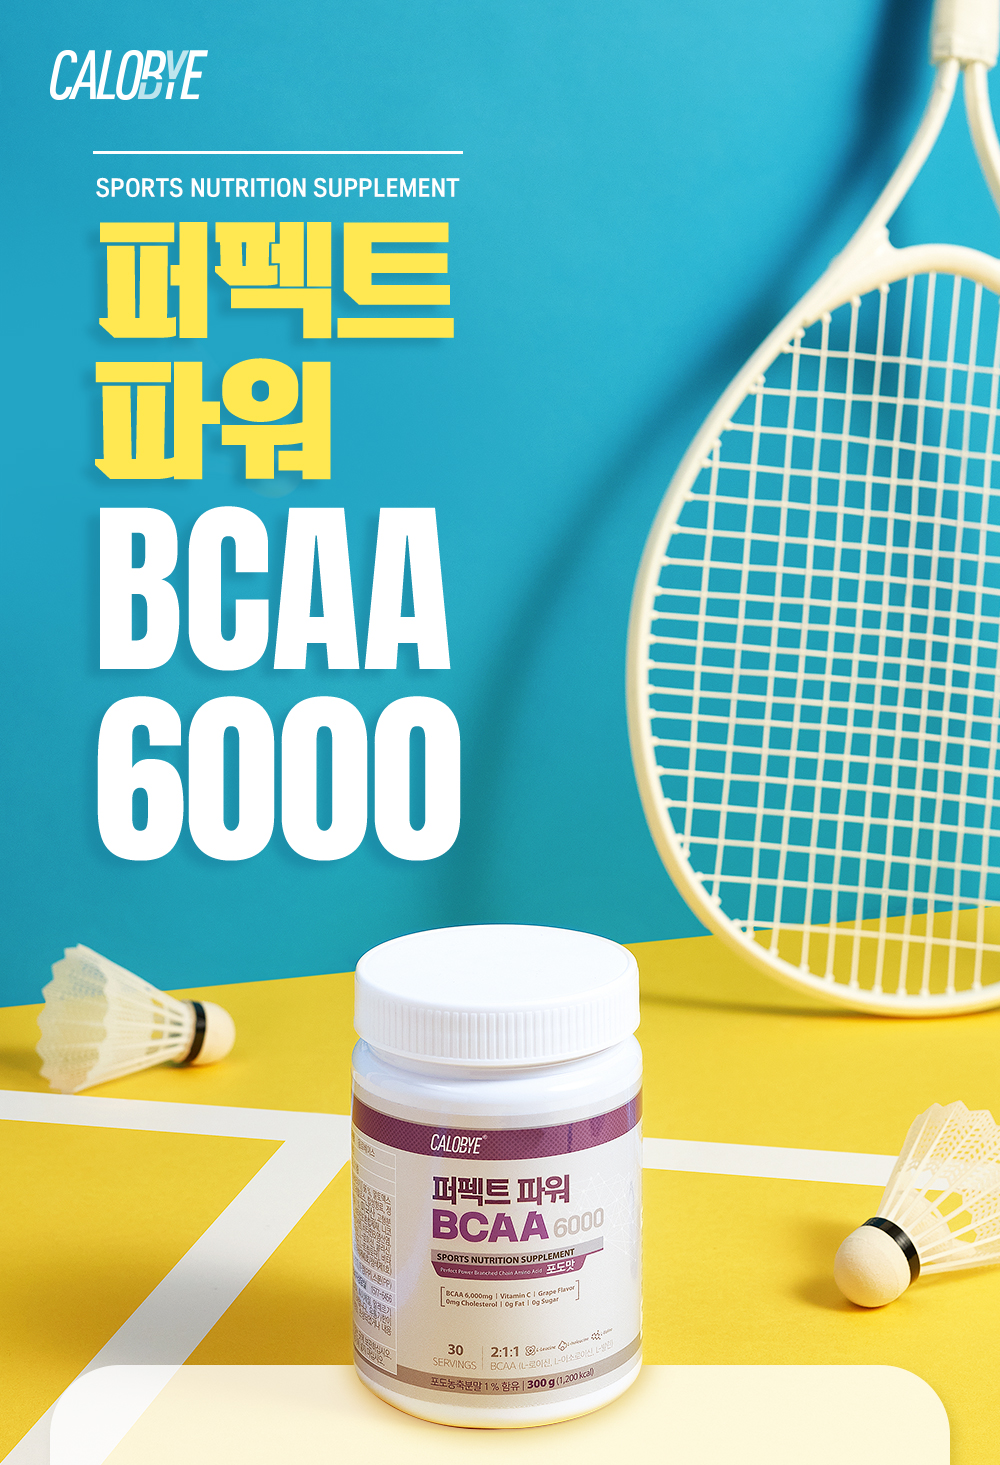 CALOBYE
SPORTS NUTRITION SUPPLEMENT
퍼펙트
파워
BCAA
6000
CALOBYE
퍼펙트 파워
BCAA 6000
SPORTS NUTRITION SUPPLEMENT
Perfect Power Branched Chain Amino Acid 포도맛
BCAA 6,000mg | Vitamin C | Grape Flavor
0mg Cholesterol | 0g Fat | 0g Sugar
30
SERVINGS
2:1:1 L-Leucine L-Isoleucine L-Valine
BCAA (L-로이신, L-이소로이신, L-발린)
포도농축분말 1% 함유 | 300 g (1,200 kcal)